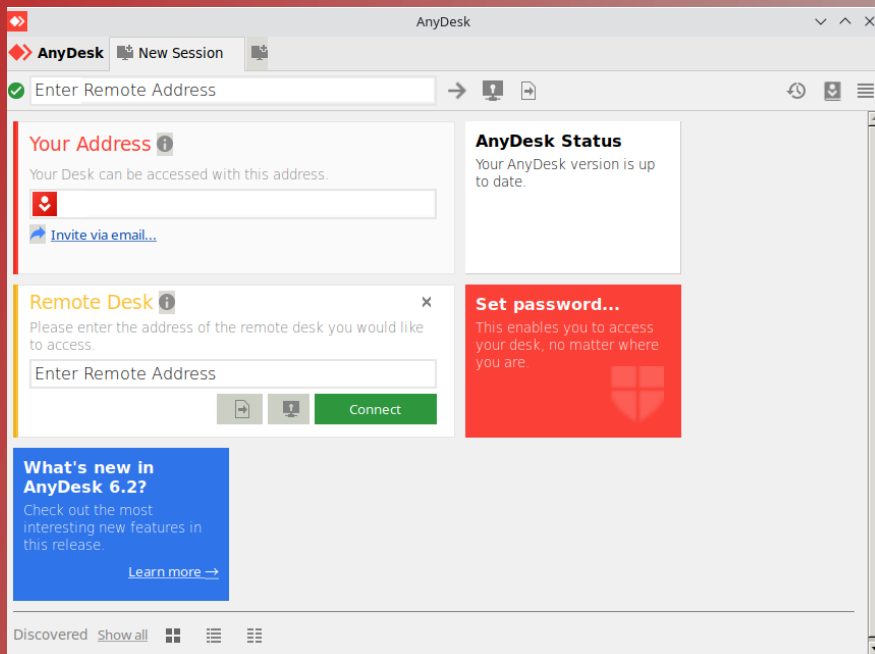 AnyDesk
AnyDesk New Session
Enter Remote Address
Your Address
Your Desk can be accessed with this address.
Invite via email...
AnyDesk Status
Your AnyDesk version is up
to date.
Remote Desk
Please enter the address of the remote desk you would like
to access.
Enter Remote Address
Connect
Set password...
This enables you to access
your desk, no matter where
you are.
What's new in
AnyDesk 6.2?
Check out the most
interesting new features in
this release.
Learn more →
Discovered Show all